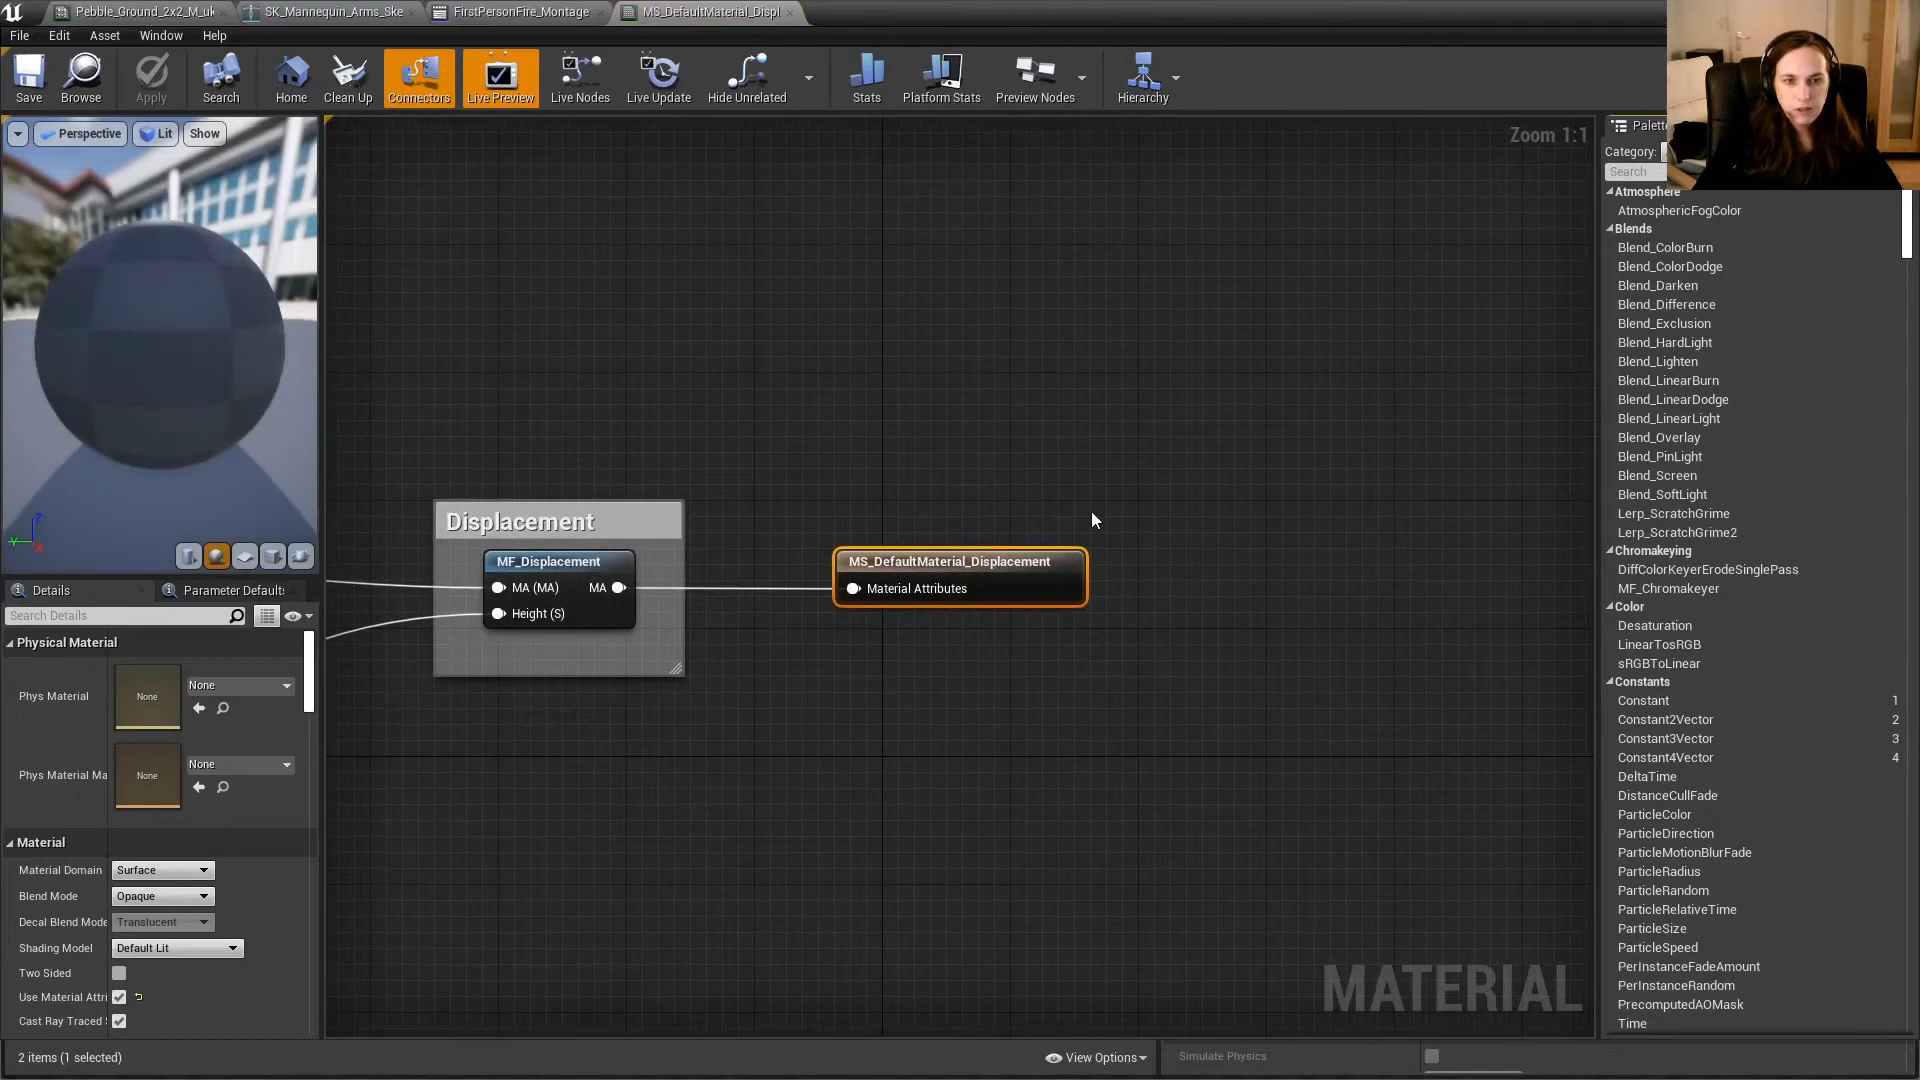 Pebble_Ground_2x2_M_uk
SK_Mannequin_Arms_Ske
FirstPersonFire_Montage
MS_DefaultMaterial_Displ
File Edit Asset Window Help
Save
Browse
Apply
Search
Home
Clean Up
Connectors
Live Preview
Live Nodes
Live Update
Hide Unrelated
Stats
Platform Stats
Preview Nodes
Hierarchy
Perspective
Lit
Show
Zoom 1:1
Displacement
MF_Displacement
MA (MA) MA
Height (S)
MS_DefaultMaterial_Displacement
Material Attributes
MATERIAL
Details
Parameter Defaults
Search Details
Physical Material
Phys Material
None
None
Phys Material Ma
None
None
Material
Material Domain Surface
Blend Mode Opaque
Decal Blend Mode Translucent
Shading Model Default Lit
Two Sided
Use Material Attri
Cast Ray Traced
2 items (1 selected)
View Options
Simulate Physics
Palette
Category:
Search
Atmosphere
AtmosphericFogColor
Blends
Blend_ColorBurn
Blend_ColorDodge
Blend_Darken
Blend_Difference
Blend_Exclusion
Blend_HardLight
Blend_Lighten
Blend_LinearBurn
Blend_LinearDodge
Blend_LinearLight
Blend_Overlay
Blend_PinLight
Blend_Screen
Blend_SoftLight
Lerp_ScratchGrime
Lerp_ScratchGrime2
Chromakeying
DiffColorKeyerErodeSinglePass
MF_Chromakeyer
Color
Desaturation
LinearTosRGB
sRGBToLinear
Constants
Constant 1
Constant2Vector 2
Constant3Vector 3
Constant4Vector 4
DeltaTime
DistanceCullFade
ParticleColor
ParticleDirection
ParticleMotionBlurFade
ParticleRadius
ParticleRandom
ParticleRelativeTime
ParticleSize
ParticleSpeed
PerInstanceFadeAmount
PerInstanceRandom
PrecomputedAOMask
Time